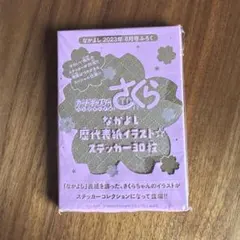 なかよし 2023年 8月号 ふろく
さくら
なかよし
歴代表紙イラスト☆
ステッカー30枚
「なかよし」表紙を飾った、さくらちゃんのイラストが
ステッカーコレクションになって登場!!